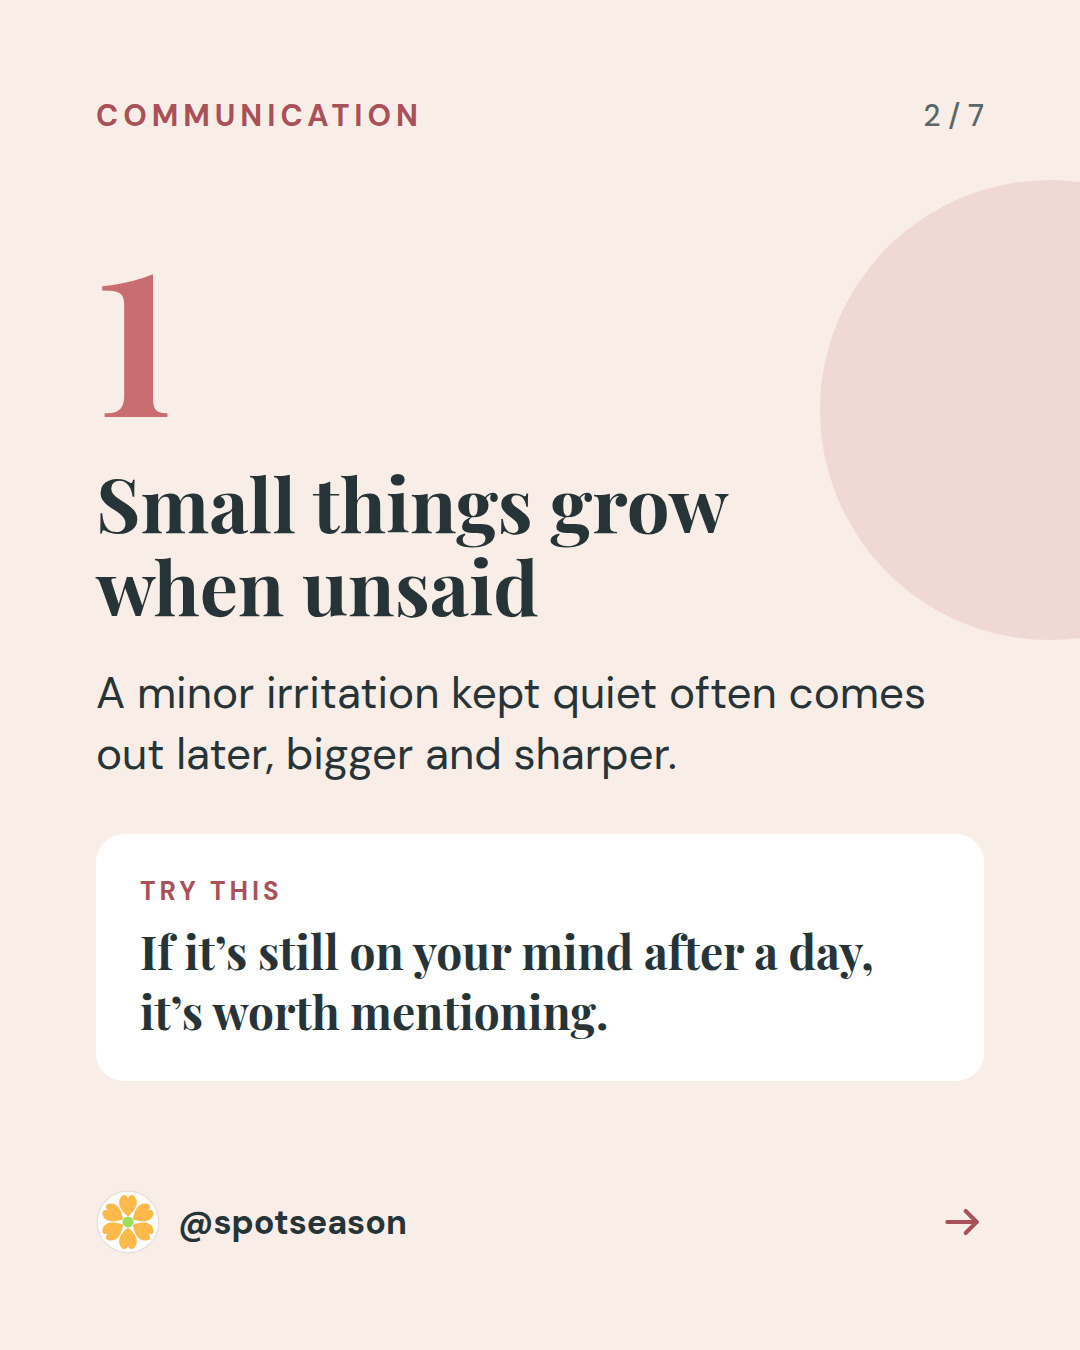 COMMUNICATION
2 / 7
1
Small things grow
when unsaid
A minor irritation kept quiet often comes
out later, bigger and sharper.
TRY THIS
If it’s still on your mind after a day,
it’s worth mentioning.
@spotseason